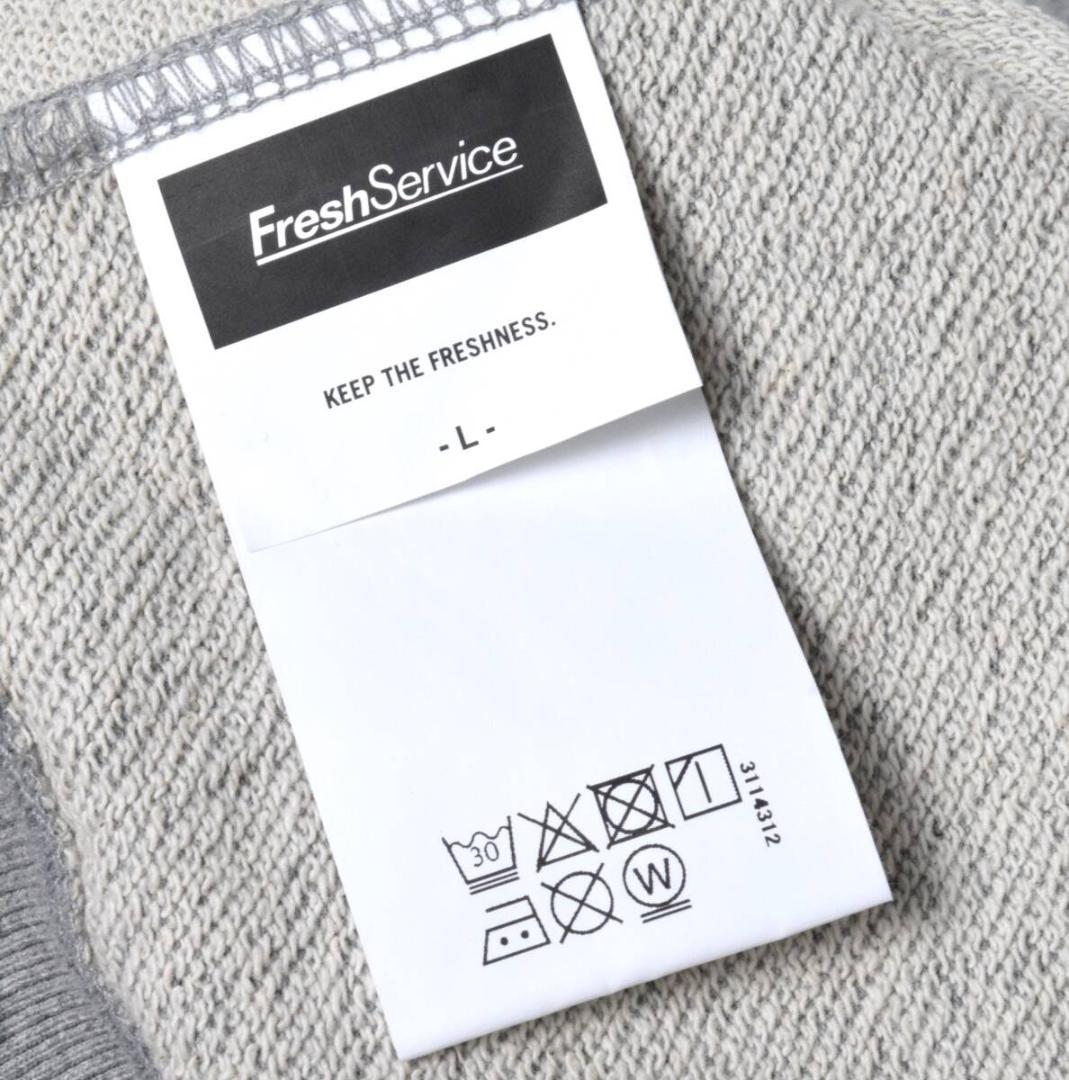 FreshService
KEEP THE FRESHNESS.
- L -
30
W
3114312